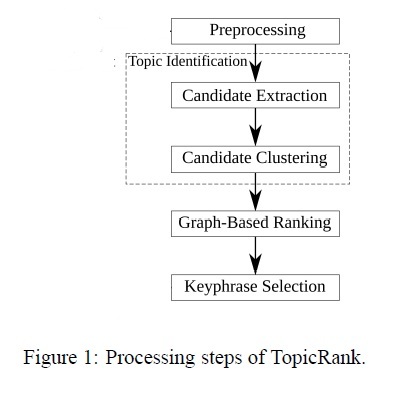 Preprocessing
Topic Identification
Candidate Extraction
Candidate Clustering
Graph-Based Ranking
Keyphrase Selection
Figure 1: Processing steps of TopicRank.